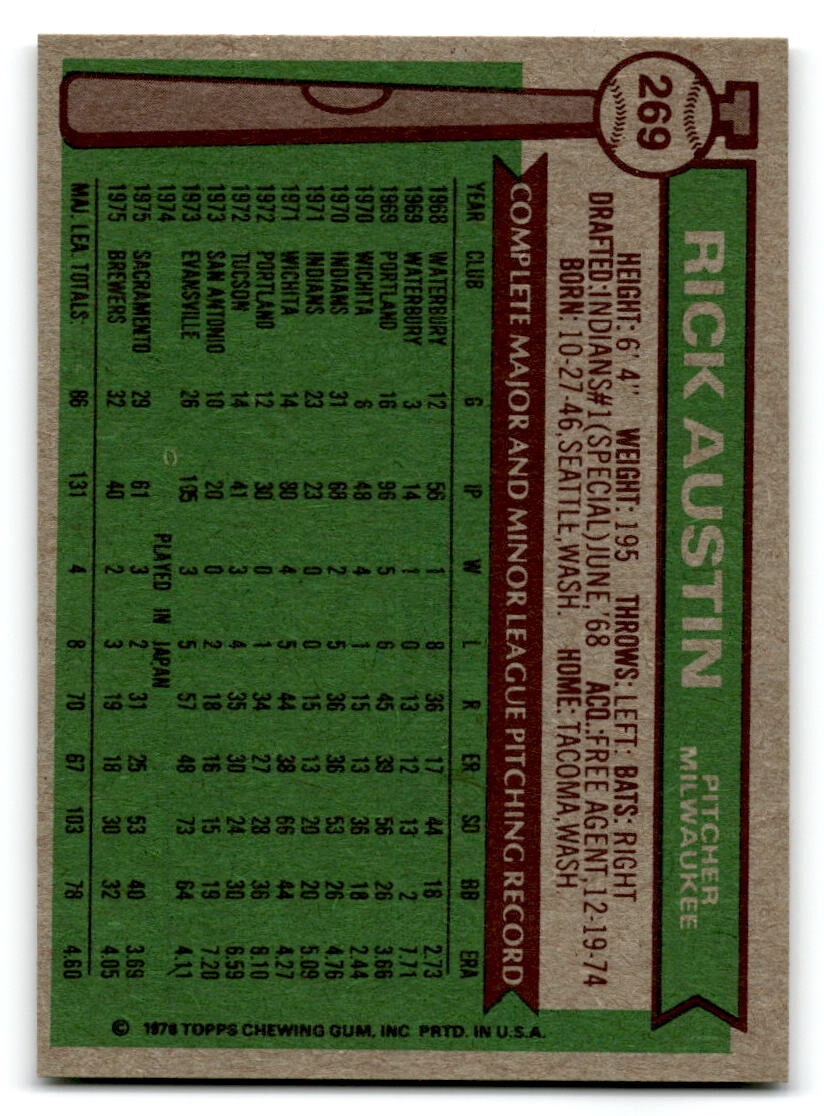 269
RICK AUSTIN
PITCHER
MILWAUKEE
HEIGHT: 6' 4" WEIGHT: 195 THROWS: LEFT: BATS: RIGHT
DRAFTED:INDIANS#1(SPECIAL)JUNE,'68 ACQ.:FREE AGENT,12-19-74
BORN: 10-27-46,SEATTLE,WASH. HOME: TACOMA,WASH
COMPLETE MAJOR AND MINOR LEAGUE PITCHING RECORD
YEAR CLUB G IP W L R ER SO BB ERA
1968 WATERBURY 12 56 1 8 36 17 44 18 2.73
1969 WATERBURY 3 14 1 0 13 12 13 2 7.71
1969 PORTLAND 16 96 5 6 45 39 56 26 3.66
1970 WICHITA 6 48 4 1 15 13 36 18 2.44
1970 INDIANS 31 68 2 5 36 36 53 26 4.76
1971 INDIANS 23 23 0 0 15 13 20 20 5.09
1971 WICHITA 14 80 4 5 44 38 66 44 4.27
1972 PORTLAND 12 30 0 1 34 27 28 36 8.10
1972 TUCSON 14 41 3 4 35 30 24 30 6.59
1973 SAN ANTONIO 10 20 0 2 18 16 15 19 7.20
1973 EVANSVILLE 26 105 3 5 57 48 73 64 4.11
1974 PLAYED IN JAPAN
1975 SACRAMENTO 29 61 3 2 31 25 53 40 3.69
1975 BREWERS 32 40 2 3 19 18 30 32 4.05
MAJ. LEA. TOTALS 86 131 4 8 70 67 103 78 4.60
© 1976 TOPPS CHEWING GUM, INC PRTD. IN U.S.A.